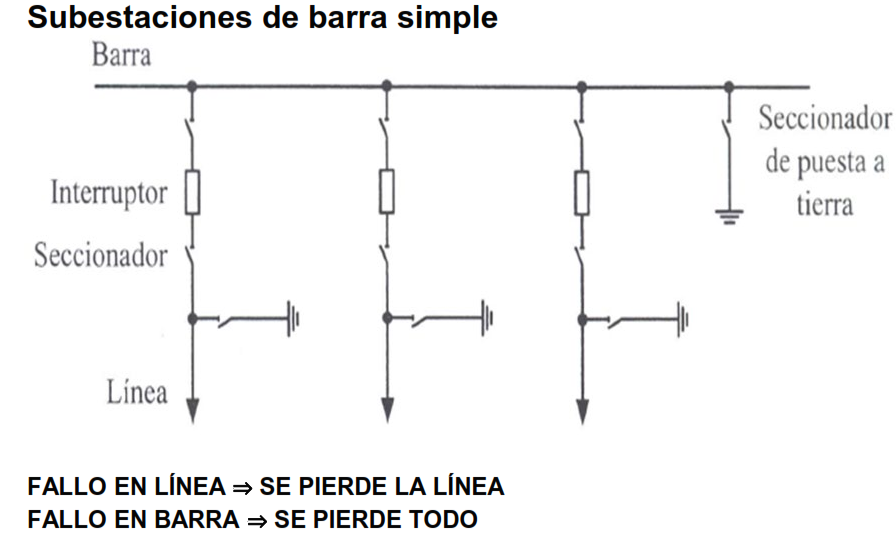 Subestaciones de barra simple
Barra
Seccionador
de puesta a
tierra
Interruptor
Seccionador
Línea
FALLO EN LÍNEA ⇒ SE PIERDE LA LÍNEA
FALLO EN BARRA ⇒ SE PIERDE TODO